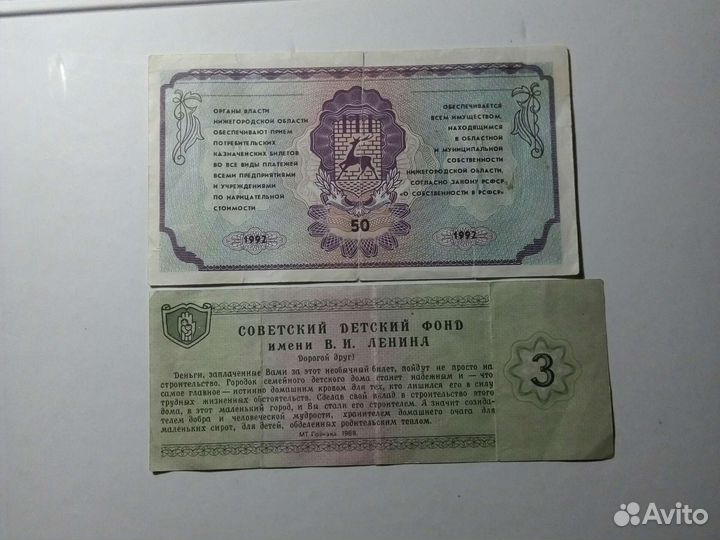 ОРГАНЫ ВЛАСТИ
НИЖЕГОРОДСКОЙ ОБЛАСТИ
ОБЕСПЕЧИВАЮТ ПРИЕМ
ПОТРЕБИТЕЛЬСКИХ
КАЗНАЧЕЙСКИХ БИЛЕТОВ
ВО ВСЕ ВИДЫ ПЛАТЕЖЕЙ
ВСЕМИ ПРЕДПРИЯТИЯМИ
И УЧРЕЖДЕНИЯМИ
ПО НАРИЦАТЕЛЬНОЙ
СТОИМОСТИ
ОБЕСПЕЧИВАЕТСЯ
ВСЕМ ИМУЩЕСТВОМ,
НАХОДЯЩИМСЯ
В ОБЛАСТНОЙ
И МУНИЦИПАЛЬНОЙ
СОБСТВЕННОСТИ
НИЖЕГОРОДСКОЙ ОБЛАСТИ,
СОГЛАСНО ЗАКОНУ РСФСР
«О СОБСТВЕННОСТИ В РСФСР»
50
1992
1992
СОВЕТСКИЙ ДЕТСКИЙ ФОНД
ИМЕНИ В. И. ЛЕНИНА
Дорогой друг!
Деньги, заплаченные Вами за этот необычный билет, пойдут не просто на
строительство. Городок семейного детского дома станет надежным и — что
самое главное — истинно домашним кровом для тех, кто лишился его в силу
трудных жизненных обстоятельств. Сделав свой вклад в строительство этого
дома, в этот маленький город, и Вы стали его строителем. А значит созида-
телем добра и человеческой мудрости, хранителем домашнего очага для
маленьких сирот, для детей, обделенных родительским теплом.
МТ Гознака. 1988.
3
Avito